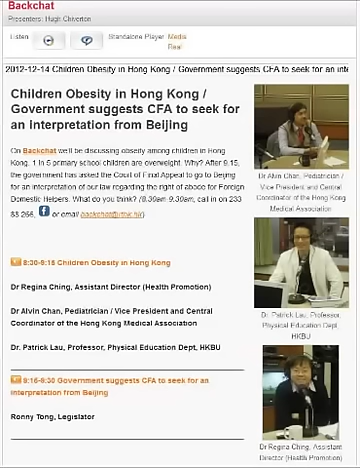 Backchat
Presenters: Hugh Chiverton
Listen
Standalone Player
Media
Real
2012-12-14 Children Obesity in Hong Kong / Government suggests CFA to seek for an inte
Children Obesity in Hong Kong /
Government suggests CFA to seek for
an interpretation from Beijing
On Backchat we'll be discussing obesity among children in Hong
Kong. 1 in 5 primary school children are overweight. Why? After 9.15,
the government has asked the Court of Final Appeal to go to Beijing
for an interpretation of our law regarding the right of abode for Foreign
Domestic Helpers. What do you think? (8.30am-9.30am, call in on 233
88 266, or email backchat@rthk.hk)
8:30-9:15 Children Obesity in Hong Kong
Dr Regina Ching, Assistant Director (Health Promotion)
Dr Alvin Chan, Pediatrician / Vice President and Central
Coordinator of the Hong Kong Medical Association
Dr. Patrick Lau, Professor, Physical Education Dept, HKBU
9:15-9:30 Government suggests CFA to seek for an
interpretation from Beijing
Ronny Tong, Legislator
Dr Alvin Chan, Pediatrician /
Vice President and Central
Coordinator of the Hong Kong
Medical Association
Dr. Patrick Lau, Professor,
Physical Education Dept,
HKBU
Dr Regina Ching, Assistant
Director (Health Promotion)